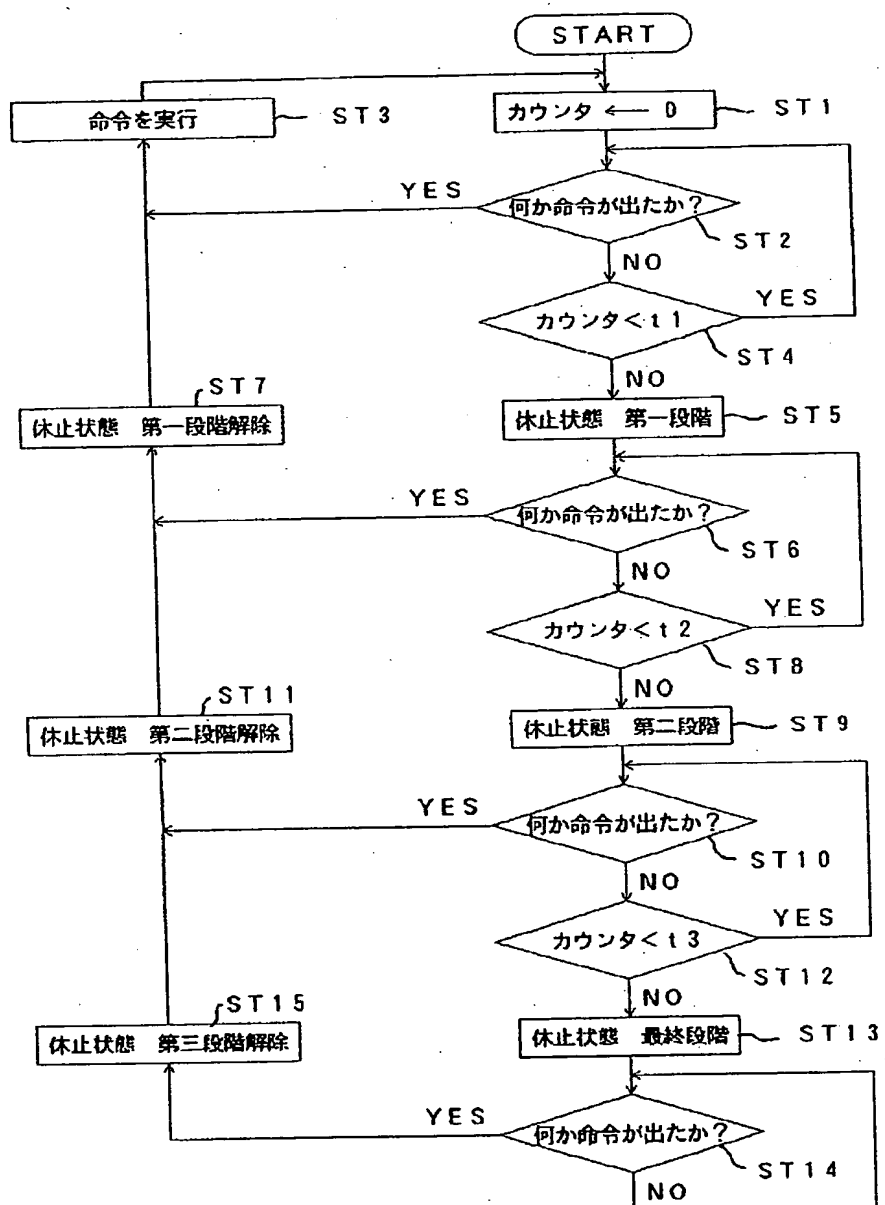 START
命令を実行
ST3
カウンタ ← 0
ST1
YES
何か命令が出たか?
ST2
NO
カウンタ<t1
YES
ST4
NO
ST7
休止状態 第一段階解除
休止状態 第一段階
ST5
YES
何か命令が出たか?
ST6
NO
カウンタ<t2
YES
ST8
NO
ST11
休止状態 第二段階解除
休止状態 第二段階
ST9
YES
何か命令が出たか?
ST10
NO
カウンタ<t3
YES
ST12
NO
ST15
休止状態 第三段階解除
休止状態 最終段階
ST13
YES
何か命令が出たか?
ST14
NO